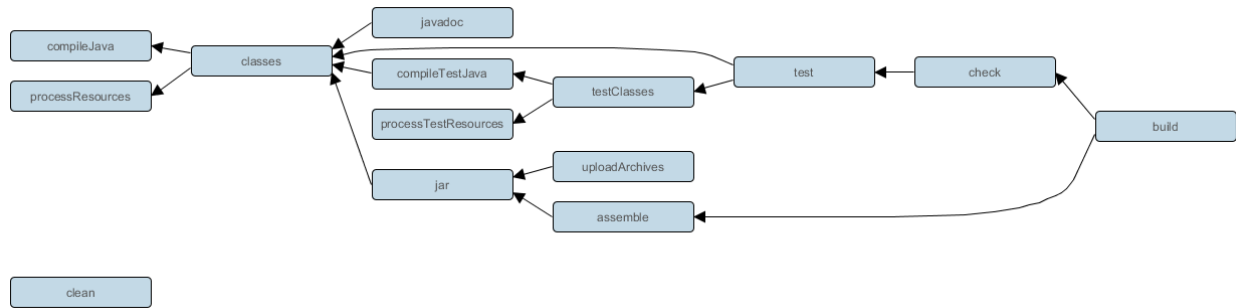 javadoc
compileJava
classes
compileTestJava
test
check
processResources
testClasses
processTestResources
build
uploadArchives
jar
assemble
clean